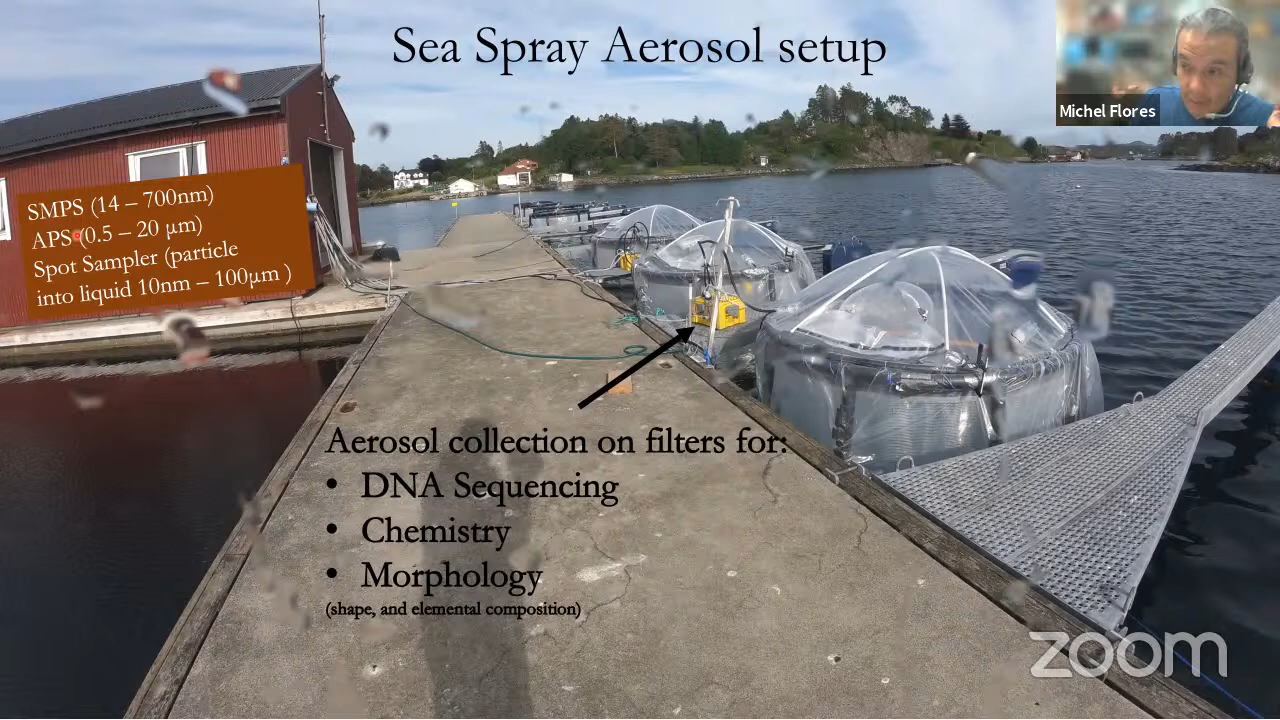 Sea Spray Aerosol setup
Michel Flores
SMPS (14 – 700nm)
APS (0.5 – 20 µm)
Spot Sampler (particle
into liquid 10nm – 100µm )
Aerosol collection on filters for:
• DNA Sequencing
• Chemistry
• Morphology
(shape, and elemental composition)
zoom